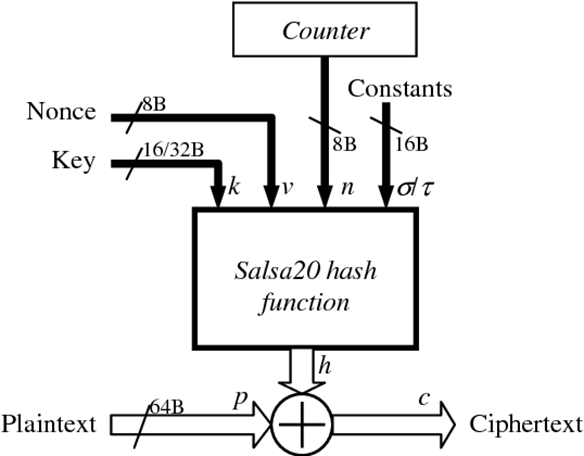 Counter
Constants
Nonce
8B
8B
16B
Key
16/32B
k
v
n
σ/τ
Salsa20 hash
function
h
Plaintext
64B
p
c
Ciphertext